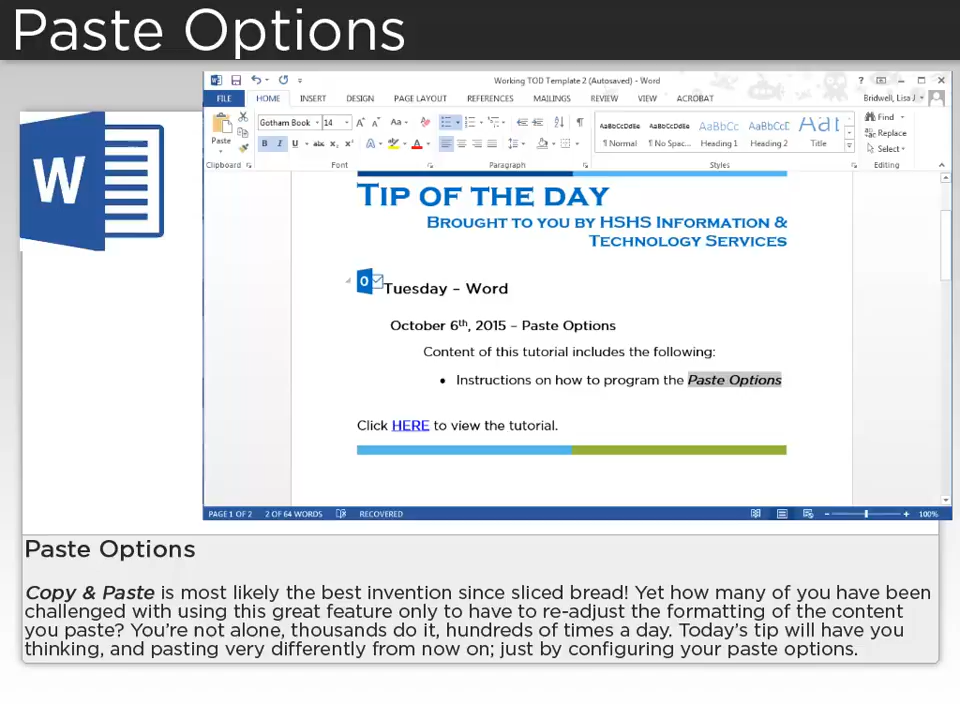 Paste Options
Working TOD Template 2 (Autosaved) - Word
?
FILE HOME INSERT DESIGN PAGE LAYOUT REFERENCES MAILINGS REVIEW VIEW ACROBAT Bridwell, Lisa J
Paste
Gotham Book 14 A A Aa
B I U abc x₂ x² A A
AaBbCcDdEe AaBbCcDdEe AaBbCc AaBbCcC AaI
¶ Normal ¶ No Spac... Heading 1 Heading 2 Title
Find
Replace
Select
Clipboard Font Paragraph Styles Editing
W
Tip of the day
Brought to you by HSHS Information &
Technology Services
Tuesday – Word
October 6th, 2015 – Paste Options
Content of this tutorial includes the following:
• Instructions on how to program the Paste Options
Click HERE to view the tutorial.
PAGE 1 OF 2 2 OF 64 WORDS RECOVERED 100%
Paste Options
Copy & Paste is most likely the best invention since sliced bread! Yet how many of you have been
challenged with using this great feature only to have to re-adjust the formatting of the content
you paste? You're not alone, thousands do it, hundreds of times a day. Today's tip will have you
thinking, and pasting very differently from now on; just by configuring your paste options.